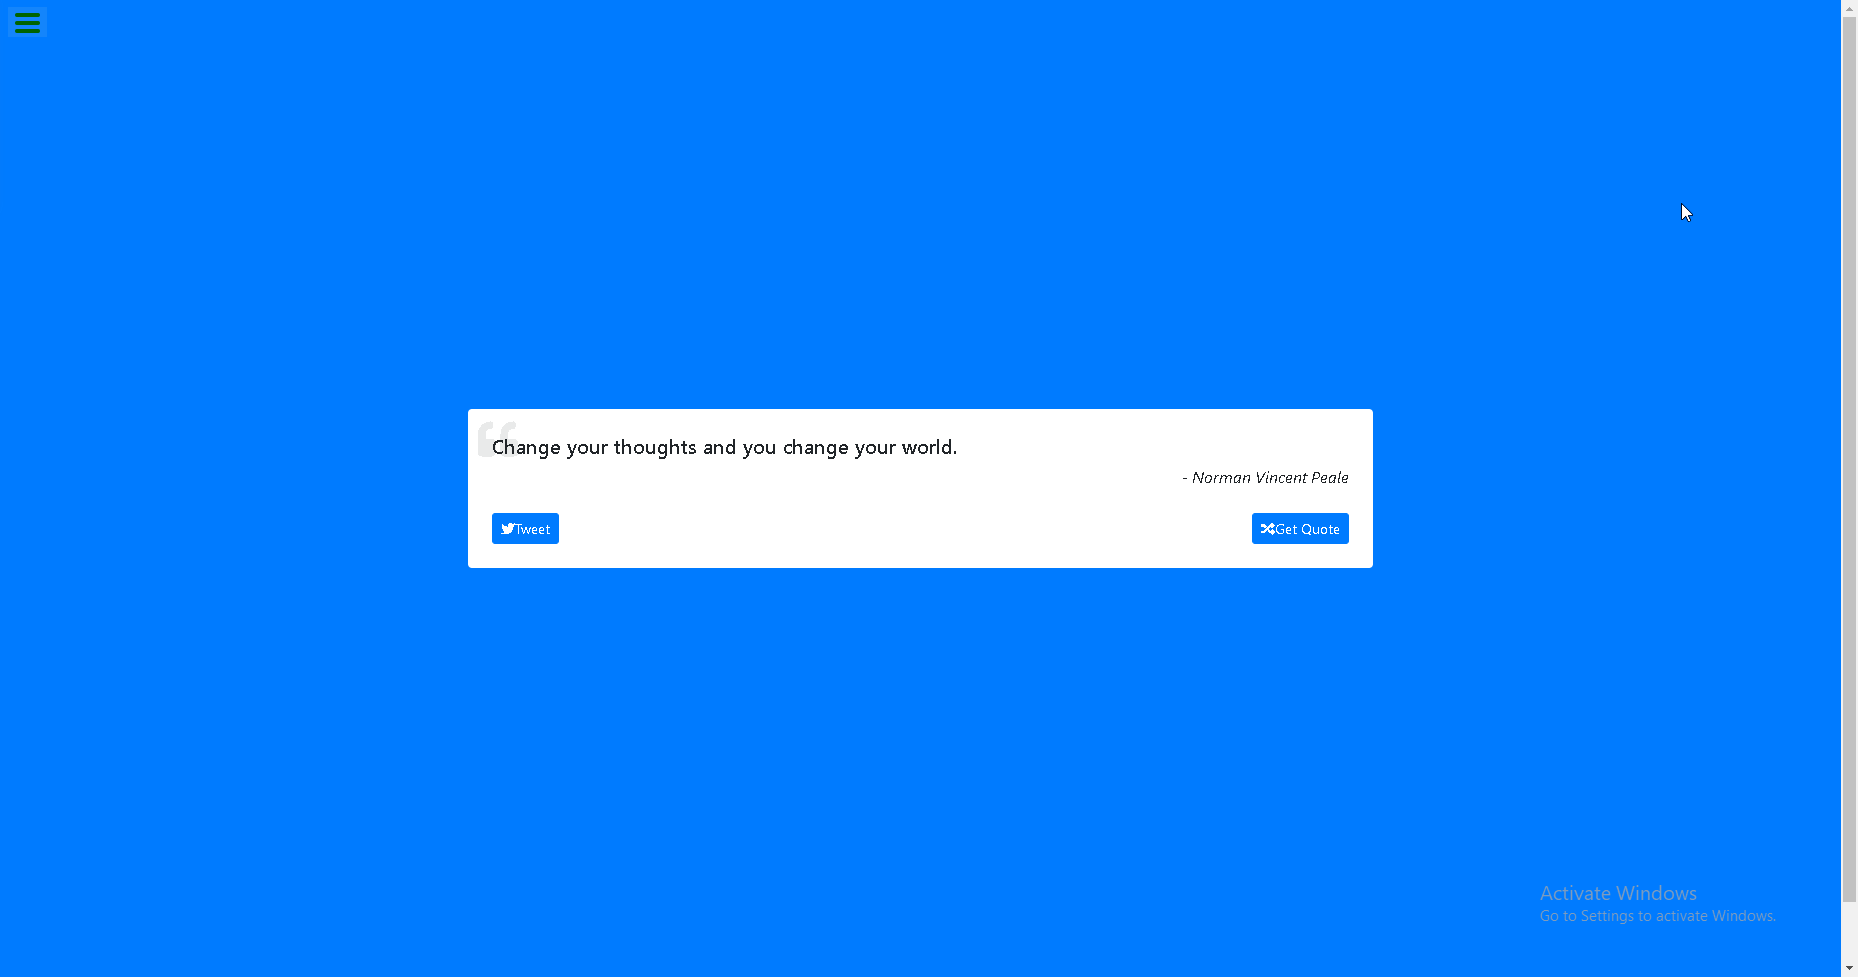 Change your thoughts and you change your world.
- Norman Vincent Peale
Tweet
Get Quote
Activate Windows
Go to Settings to activate Windows.